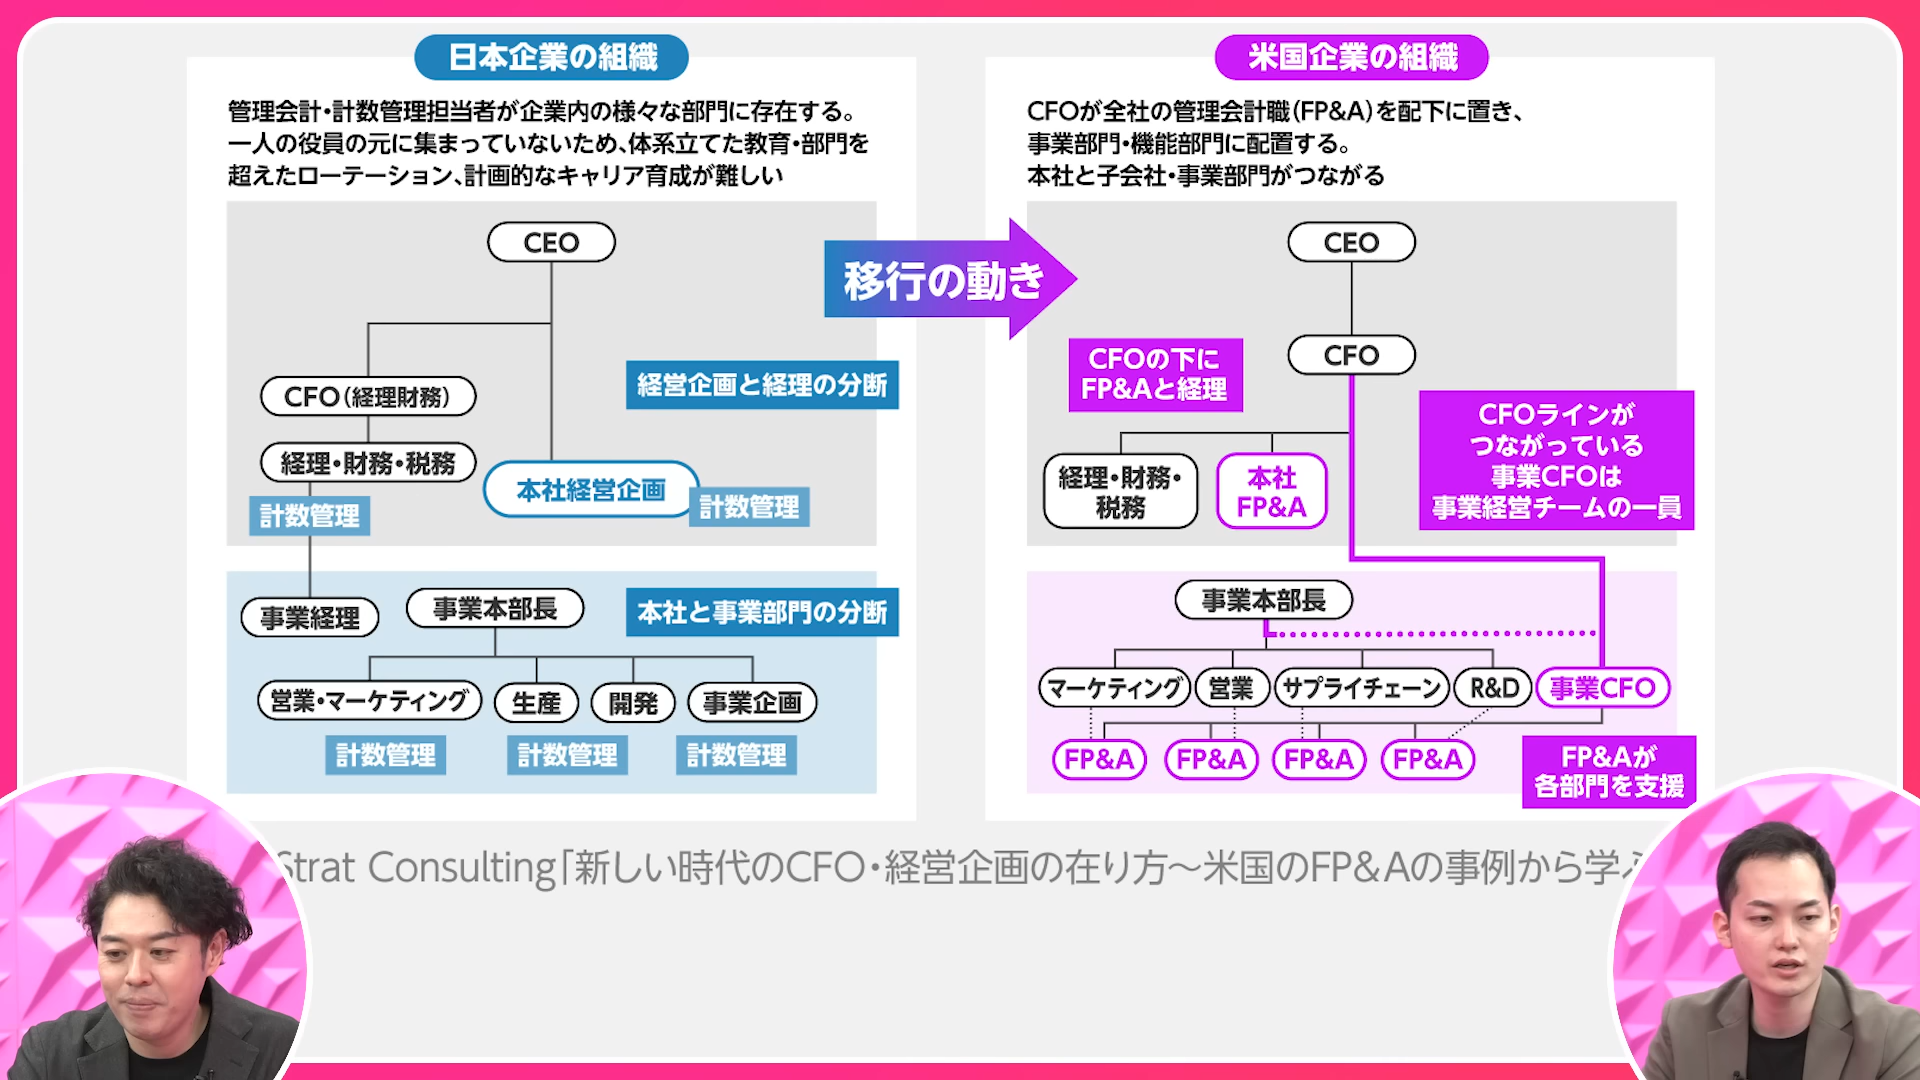 日本企業の組織
管理会計・計数管理担当者が企業内の様々な部門に存在する。
一人の役員の元に集まっていないため、体系立てた教育・部門を
超えたローテーション、計画的なキャリア育成が難しい
CEO
CFO（経理財務）
経理・財務・税務
計数管理
本社経営企画
計数管理
経営企画と経理の分断
事業経理
事業本部長
本社と事業部門の分断
営業・マーケティング
生産
開発
事業企画
計数管理
計数管理
計数管理
移行の動き
米国企業の組織
CFOが全社の管理会計職（FP&A）を配下に置き、
事業部門・機能部門に配置する。
本社と子会社・事業部門がつながる
CEO
CFO
CFOの下に
FP&Aと経理
経理・財務・
税務
本社
FP&A
CFOラインが
つながっている
事業CFOは
事業経営チームの一員
事業本部長
マーケティング
営業
サプライチェーン
R&D
事業CFO
FP&A
FP&A
FP&A
FP&A
FP&Aが
各部門を支援
Strat Consulting「新しい時代のCFO・経営企画の在り方～米国のFP&Aの事例から学